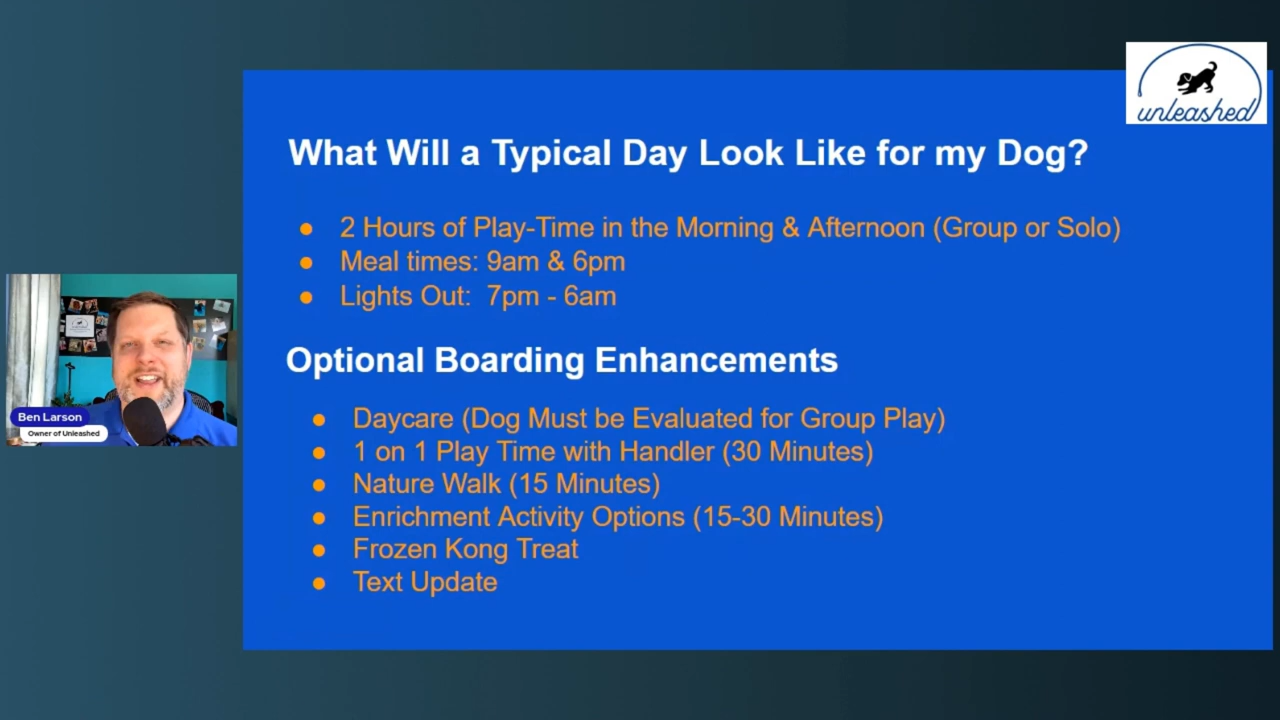 unleashed
What Will a Typical Day Look Like for my Dog?
● 2 Hours of Play-Time in the Morning & Afternoon (Group or Solo)
● Meal times: 9am & 6pm
● Lights Out: 7pm - 6am
Optional Boarding Enhancements
● Daycare (Dog Must be Evaluated for Group Play)
● 1 on 1 Play Time with Handler (30 Minutes)
● Nature Walk (15 Minutes)
● Enrichment Activity Options (15-30 Minutes)
● Frozen Kong Treat
● Text Update
Ben Larson
Owner of Unleashed